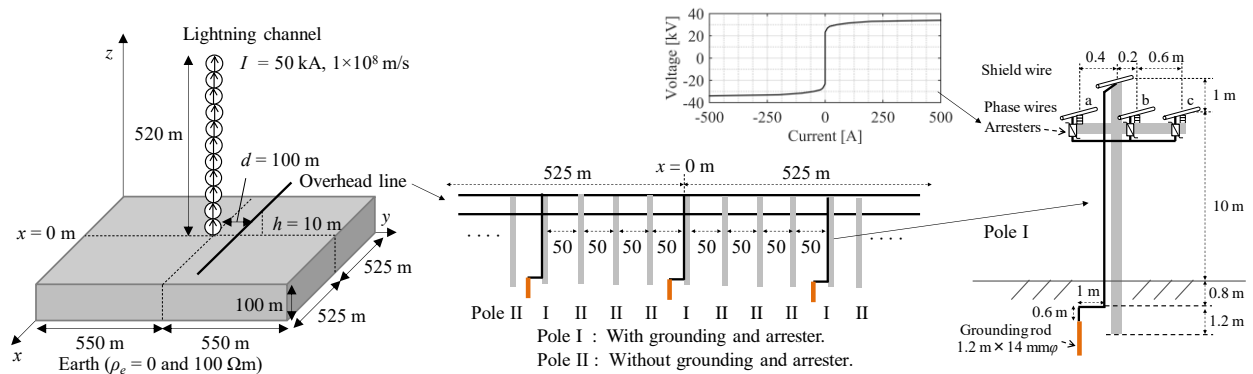 Lightning channel
I = 50 kA, 1×10⁸ m/s
z
520 m
d = 100 m
Overhead line
h = 10 m
y
x = 0 m
525 m
525 m
100 m
x
550 m
550 m
Earth (ρe = 0 and 100 Ωm)
Voltage [kV]
40
20
0
-20
-40
-500
-250
0
250
500
Current [A]
x = 0 m
525 m
525 m
50
50
50
50
50
50
50
50
Pole II
I
II
II
II
I
II
II
II
I
II
Pole I : With grounding and arrester.
Pole II : Without grounding and arrester.
0.4
0.2
0.6 m
Shield wire
1 m
Phase wires
a
b
c
Arresters
10 m
Pole I
1 m
0.8 m
0.6 m
1.2 m
Grounding rod
1.2 m × 14 mmφ